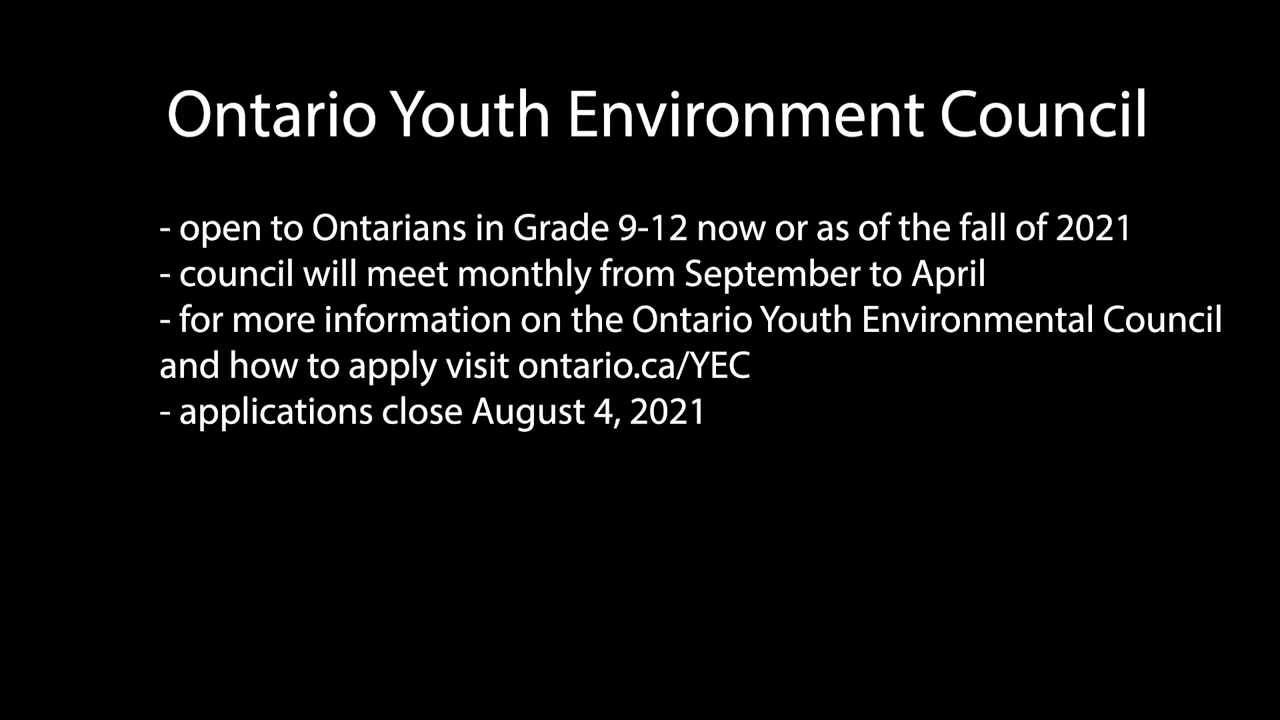 Ontario Youth Environment Council
- open to Ontarians in Grade 9-12 now or as of the fall of 2021
- council will meet monthly from September to April
- for more information on the Ontario Youth Environmental Council
and how to apply visit ontario.ca/YEC
- applications close August 4, 2021